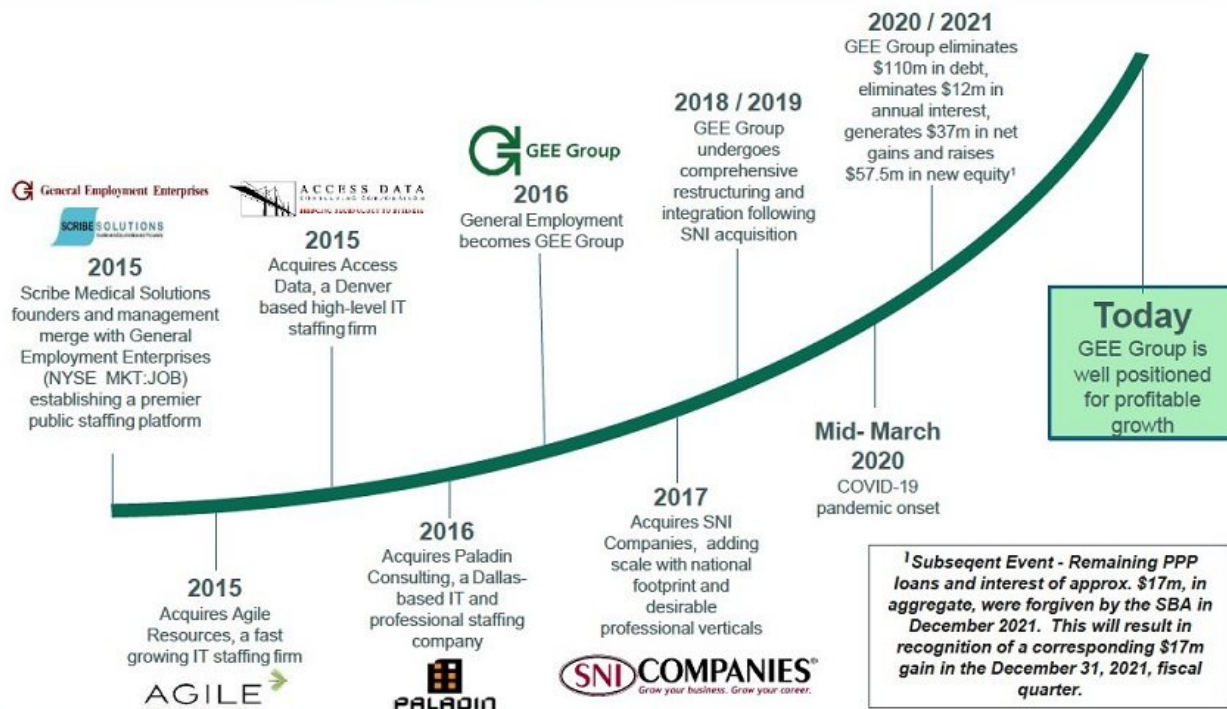 General Employment Enterprises
SCRIBESOLUTIONS
2015
Scribe Medical Solutions
founders and management
merge with General
Employment Enterprises
(NYSE MKT:JOB)
establishing a premier
public staffing platform
2015
Acquires Agile
Resources, a fast
growing IT staffing firm
AGILE
ACCESS DATA
CONSULTING CORPORATION
BRIDGING TECHNOLOGY TO BUSINESS
2015
Acquires Access
Data, a Denver
based high-level IT
staffing firm
2016
Acquires Paladin
Consulting, a Dallas-
based IT and
professional staffing
company
PALADIN
GEE Group
2016
General Employment
becomes GEE Group
2017
Acquires SNI
Companies, adding
scale with national
footprint and
desirable
professional verticals
SNI COMPANIES®
Grow your business. Grow your career.
2018 / 2019
GEE Group
undergoes
comprehensive
restructuring and
integration following
SNI acquisition
Mid- March
2020
COVID-19
pandemic onset
2020 / 2021
GEE Group eliminates
$110m in debt,
eliminates $12m in
annual interest,
generates $37m in net
gains and raises
$57.5m in new equity¹
Today
GEE Group is
well positioned
for profitable
growth
¹Subseqent Event - Remaining PPP
loans and interest of approx. $17m, in
aggregate, were forgiven by the SBA in
December 2021. This will result in
recognition of a corresponding $17m
gain in the December 31, 2021, fiscal
quarter.